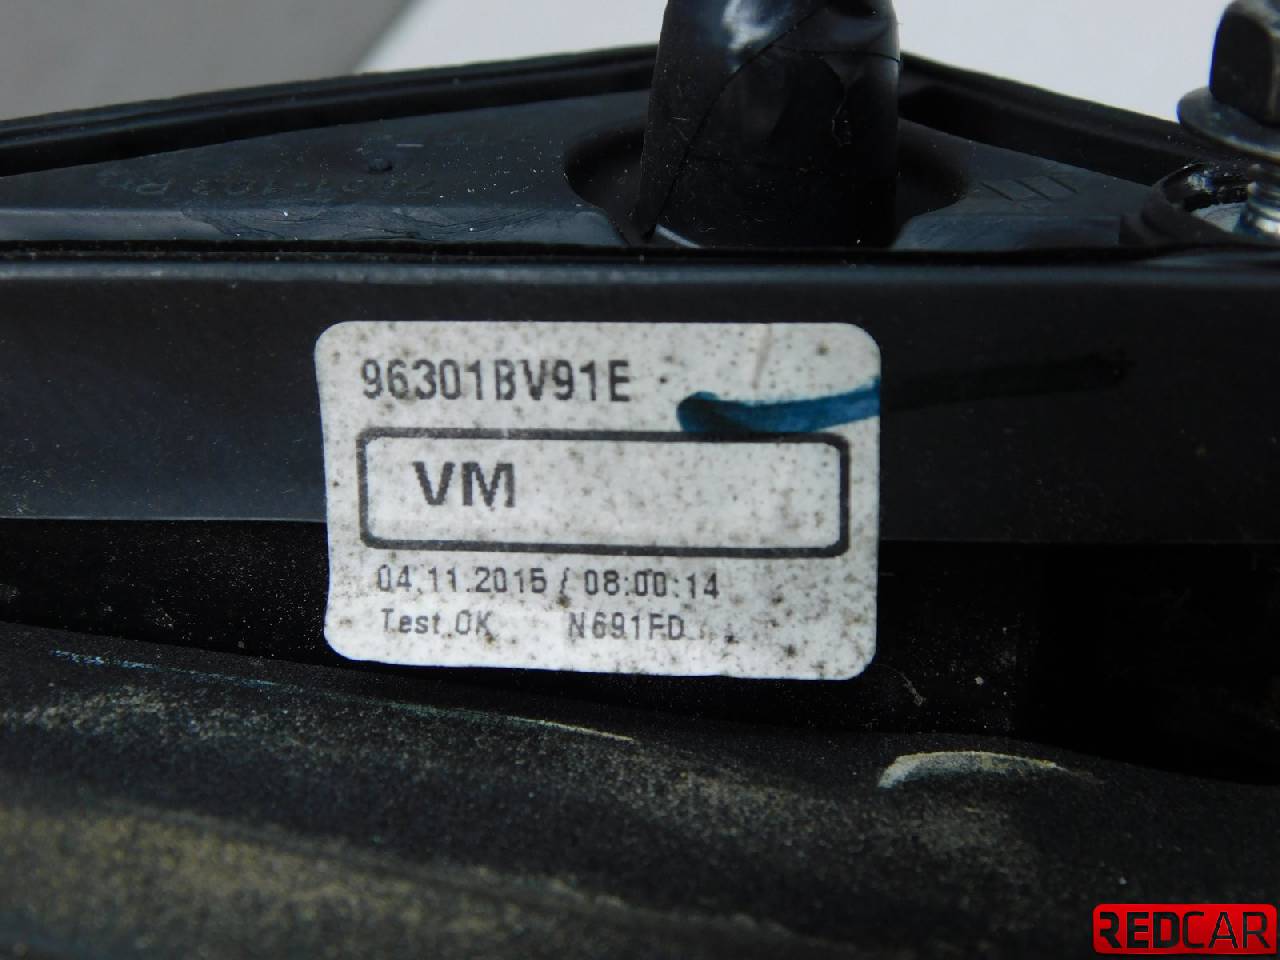 96301BV91E
VM
04.11.2015 / 08:00:14
Test OK N691FD
REDCAR